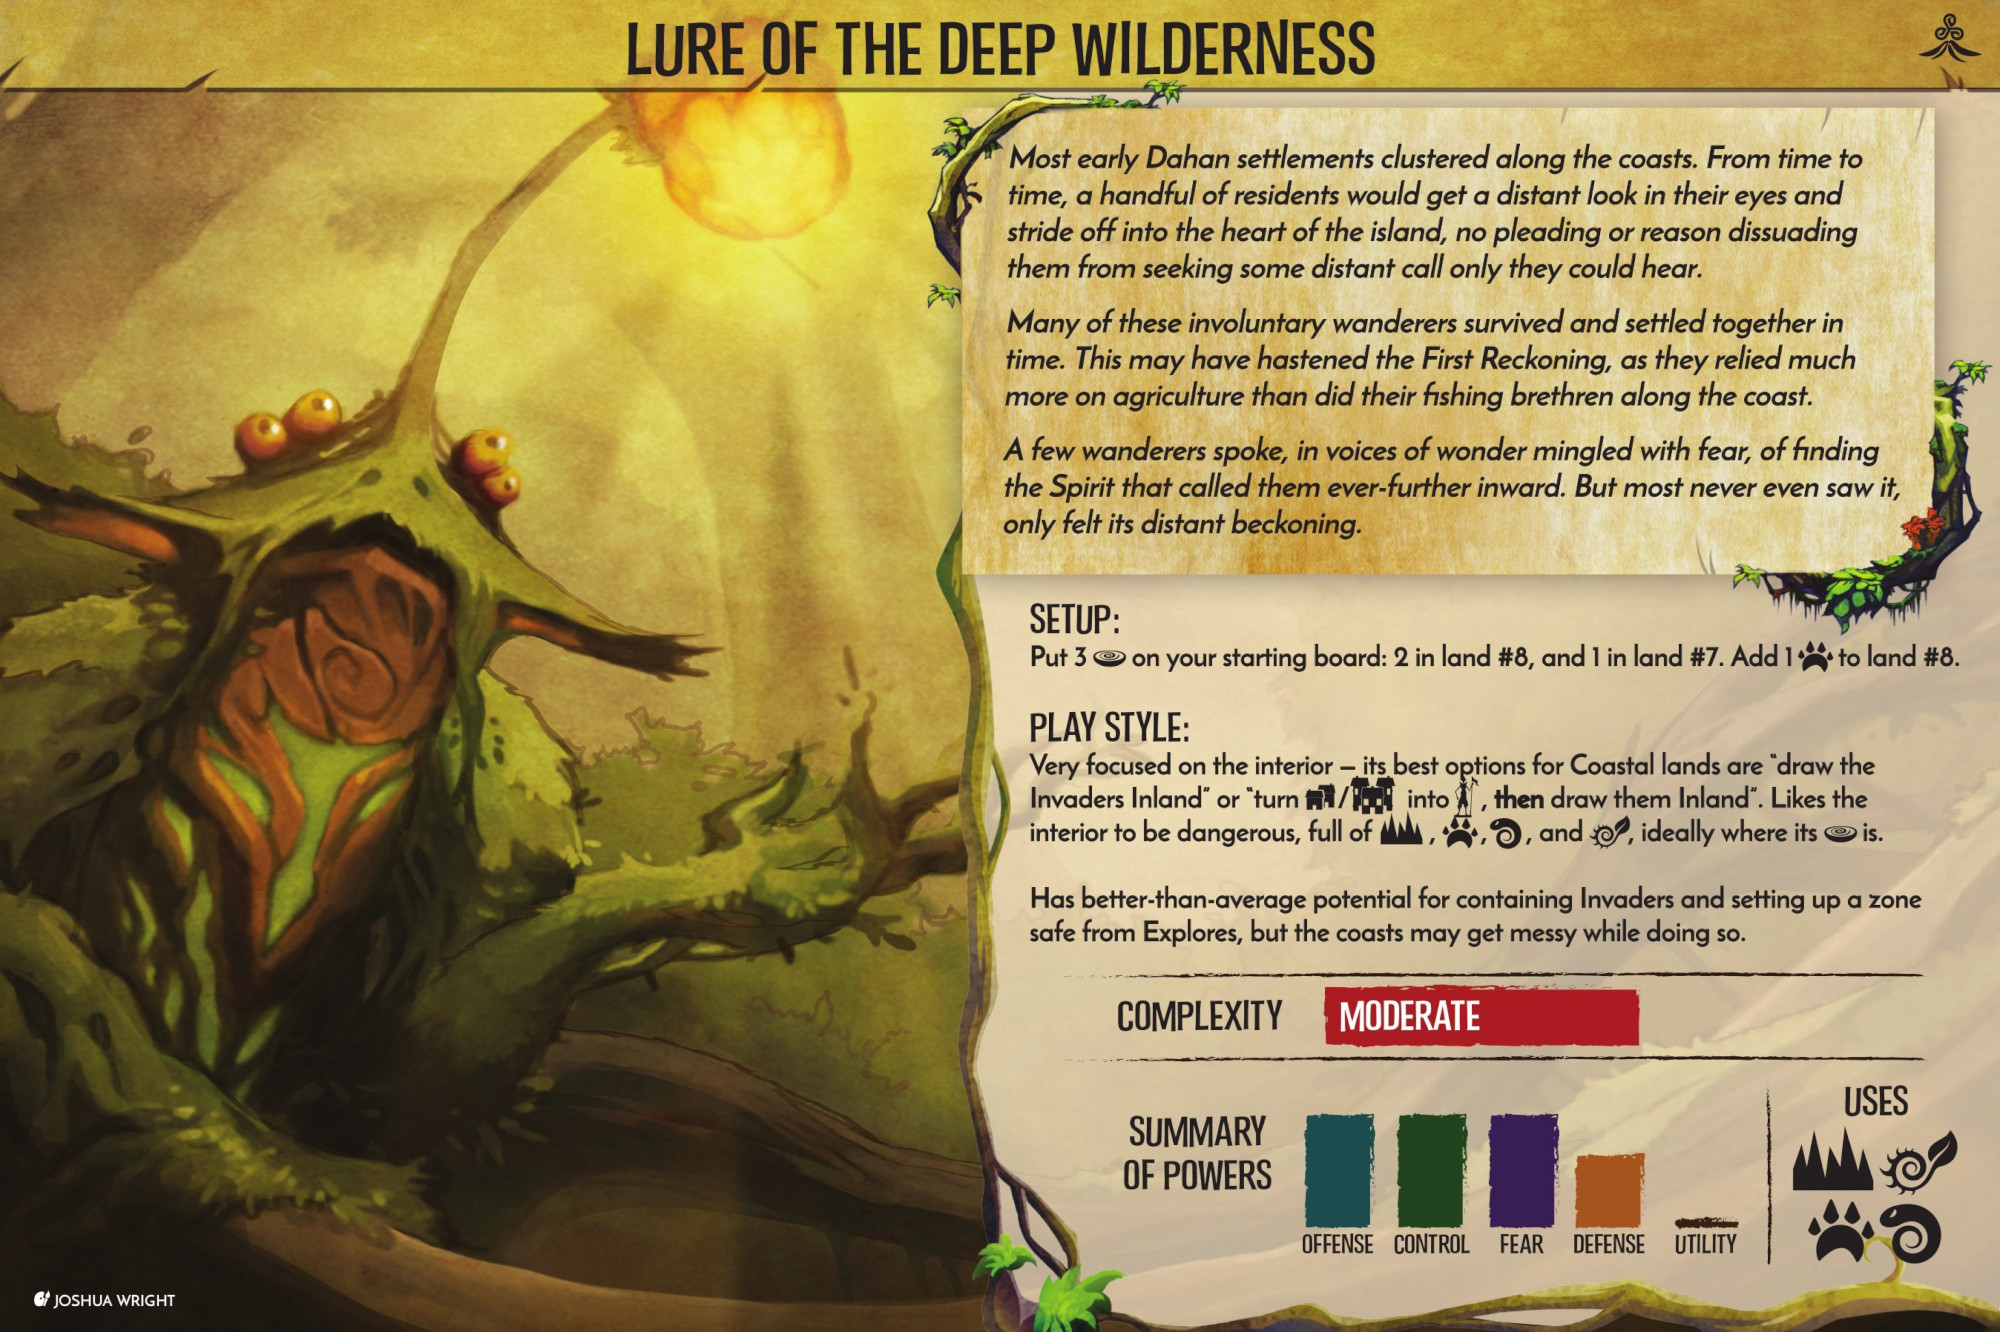 LURE OF THE DEEP WILDERNESS
Most early Dahan settlements clustered along the coasts. From time to
time, a handful of residents would get a distant look in their eyes and
stride off into the heart of the island, no pleading or reason dissuading
them from seeking some distant call only they could hear.
Many of these involuntary wanderers survived and settled together in
time. This may have hastened the First Reckoning, as they relied much
more on agriculture than did their fishing brethren along the coast.
A few wanderers spoke, in voices of wonder mingled with fear, of finding
the Spirit that called them ever-further inward. But most never even saw it,
only felt its distant beckoning.
SETUP:
Put 3 on your starting board: 2 in land #8, and 1 in land #7. Add 1 to land #8.
PLAY STYLE:
Very focused on the interior – its best options for Coastal lands are "draw the
Invaders Inland" or "turn / into , then draw them Inland". Likes the
interior to be dangerous, full of , , , and , ideally where its is.
Has better-than-average potential for containing Invaders and setting up a zone
safe from Explores, but the coasts may get messy while doing so.
COMPLEXITY MODERATE
SUMMARY
OF POWERS
OFFENSE CONTROL FEAR DEFENSE UTILITY
USES
JOSHUA WRIGHT